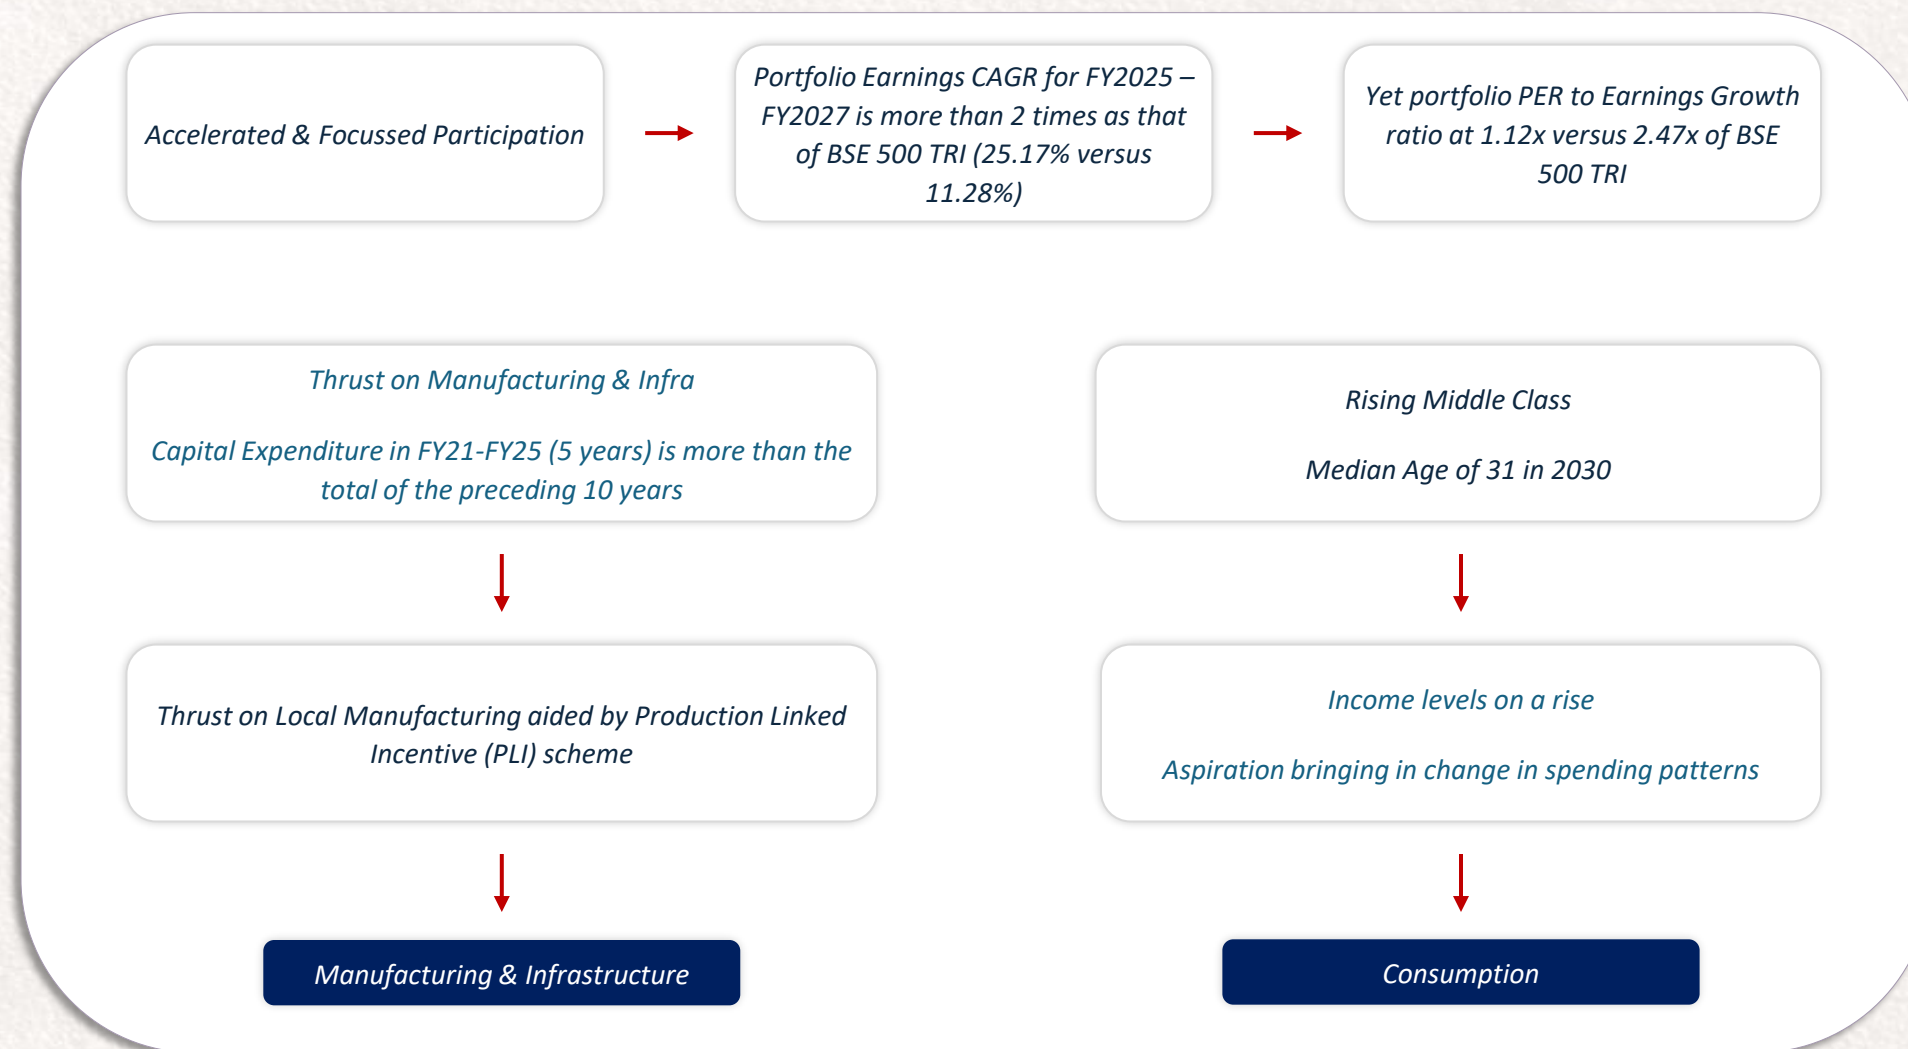 Accelerated & Focussed Participation
Portfolio Earnings CAGR for FY2025 –
FY2027 is more than 2 times as that
of BSE 500 TRI (25.17% versus
11.28%)
Yet portfolio PER to Earnings Growth
ratio at 1.12x versus 2.47x of BSE
500 TRI
Thrust on Manufacturing & Infra
Capital Expenditure in FY21-FY25 (5 years) is more than the
total of the preceding 10 years
Rising Middle Class
Median Age of 31 in 2030
Thrust on Local Manufacturing aided by Production Linked
Incentive (PLI) scheme
Income levels on a rise
Aspiration bringing in change in spending patterns
Manufacturing & Infrastructure
Consumption